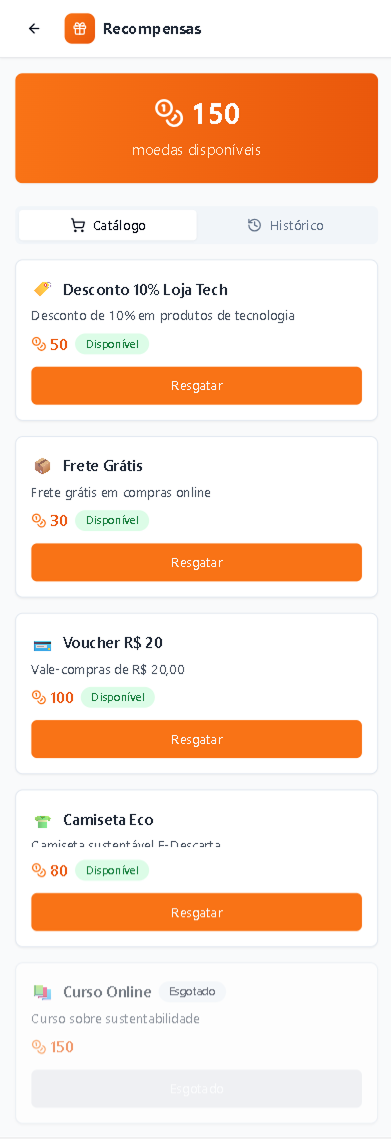 Recompensas
150
moedas disponíveis
Catálogo
Histórico
Desconto 10% Loja Tech
Desconto de 10% em produtos de tecnologia
50 Disponível
Resgatar
Frete Grátis
Frete grátis em compras online
30 Disponível
Resgatar
Voucher R$ 20
Vale-compras de R$ 20,00
100 Disponível
Resgatar
Camiseta Eco
Camiseta sustentável E-Descarta
80 Disponível
Resgatar
Curso Online Esgotado
Curso sobre sustentabilidade
150
Esgotado